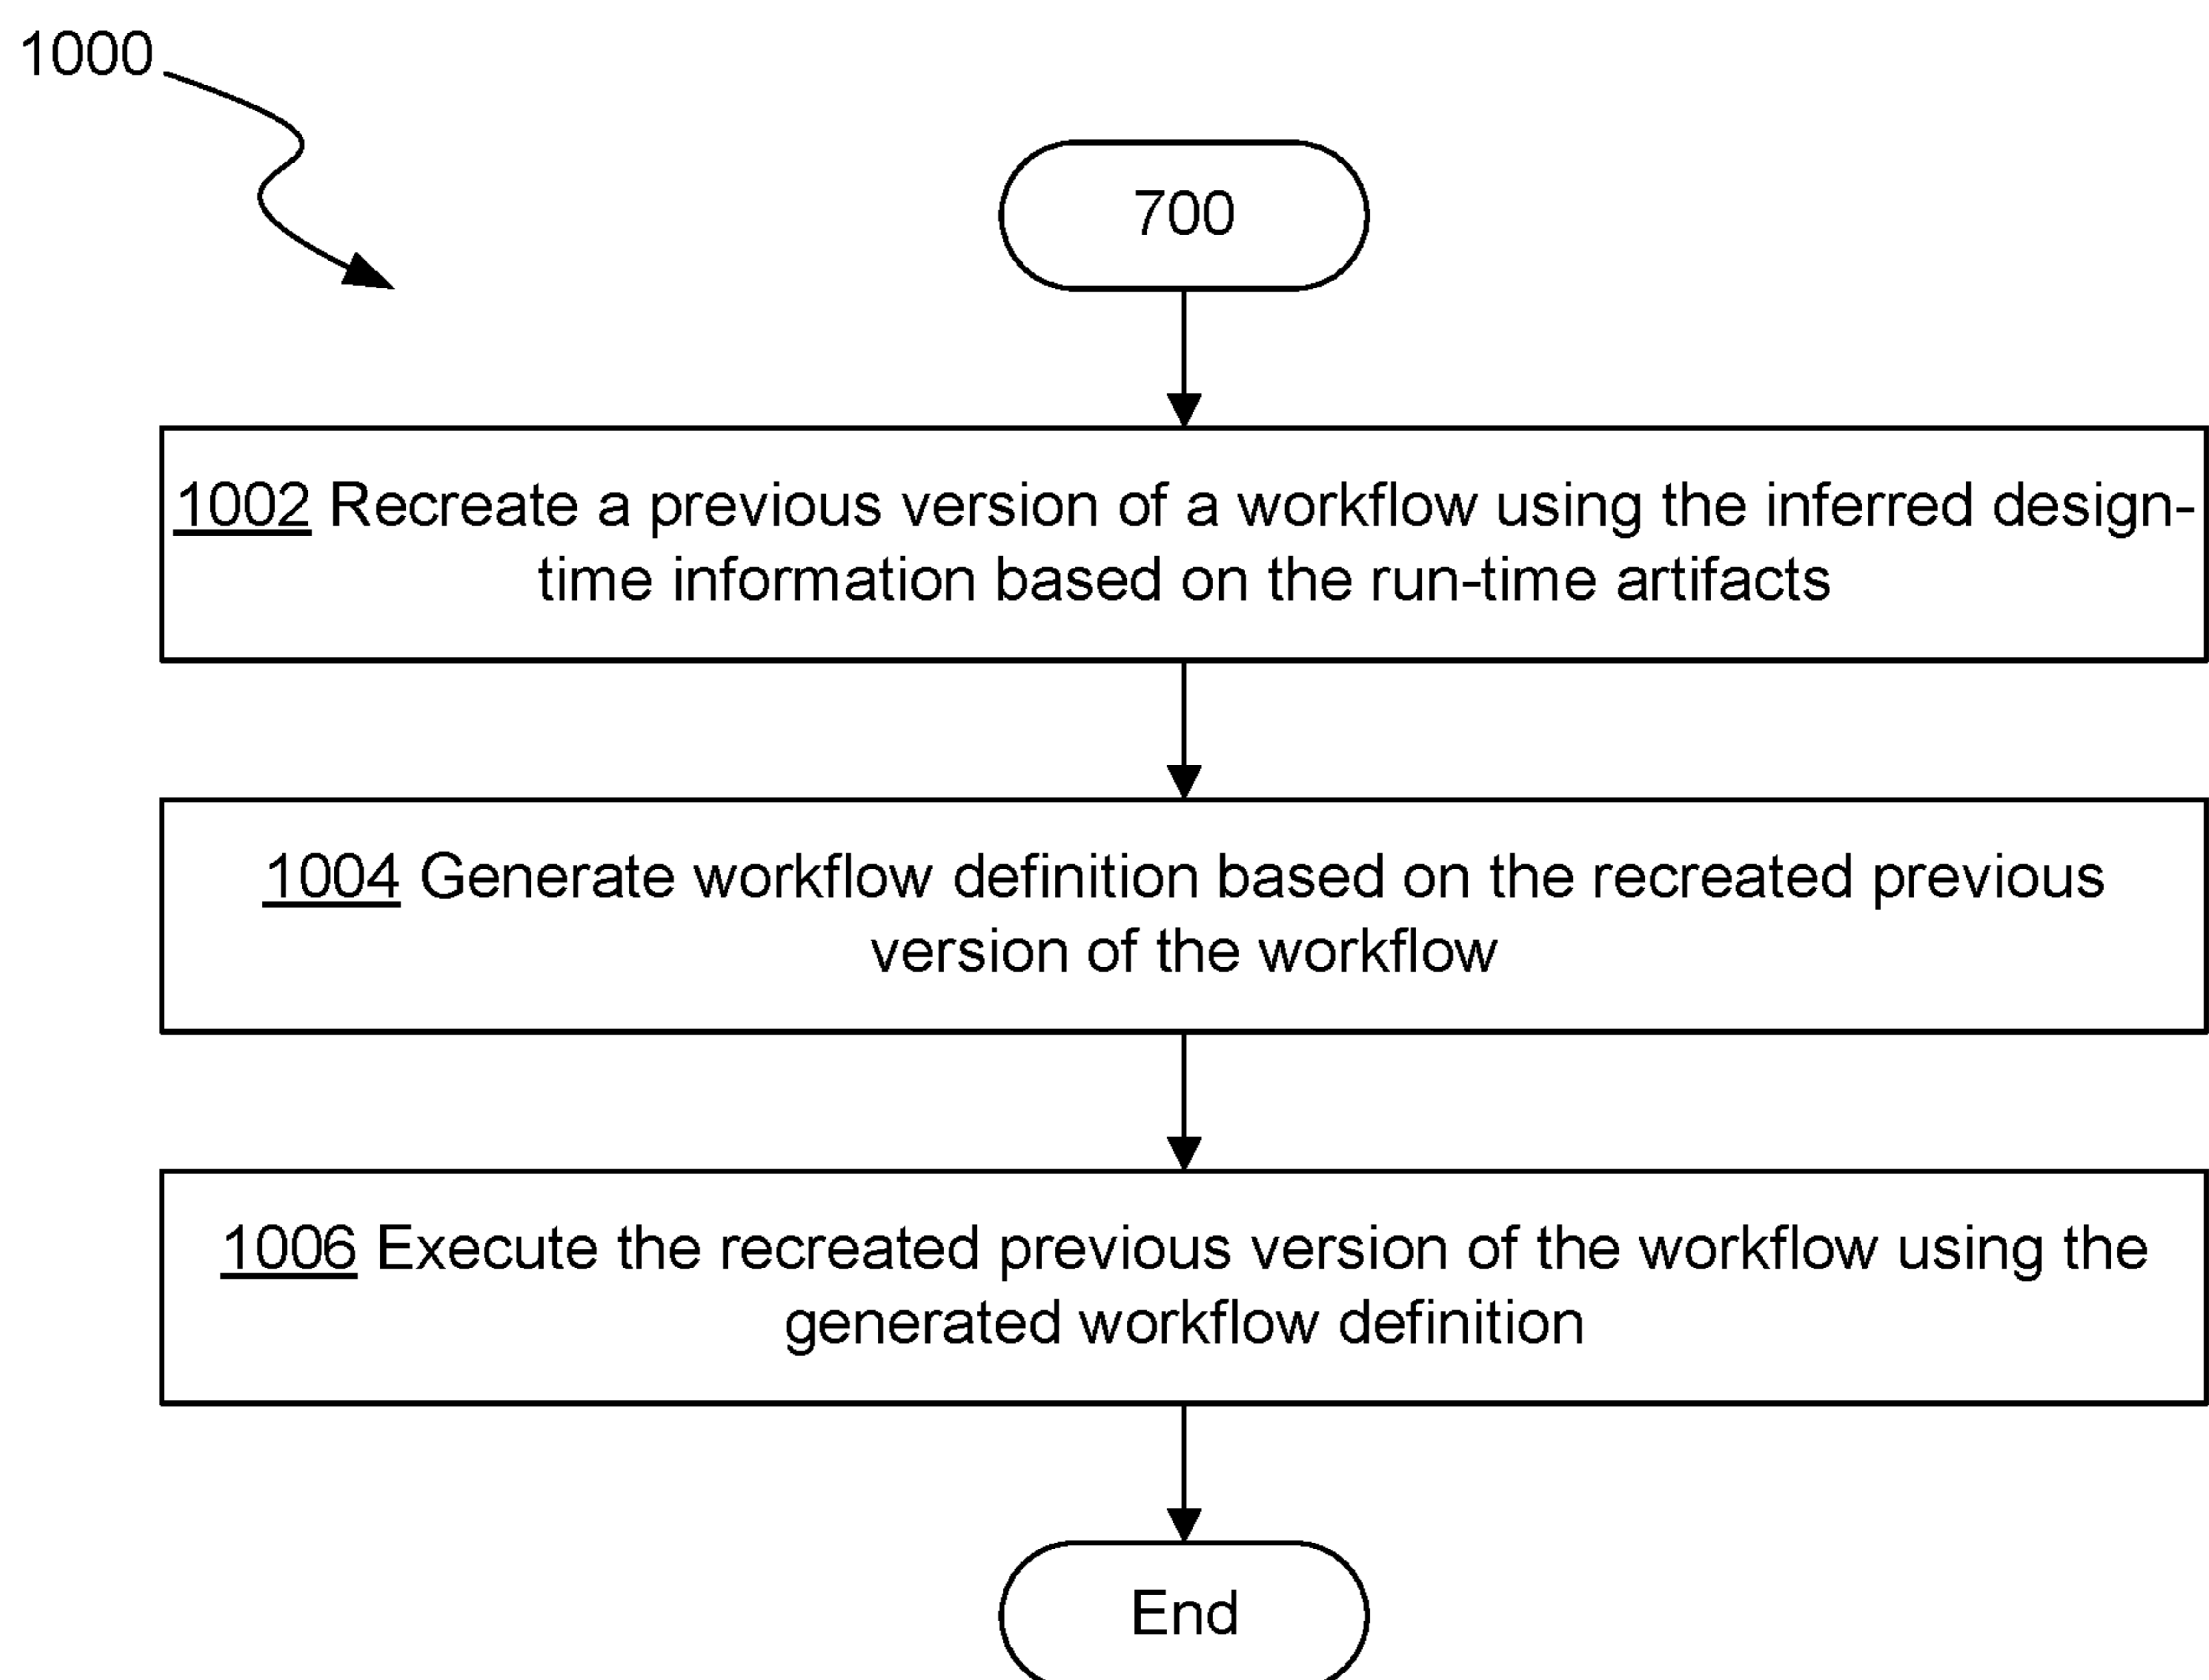 1000
700
1002 Recreate a previous version of a workflow using the inferred design-
time information based on the run-time artifacts
1004 Generate workflow definition based on the recreated previous
version of the workflow
1006 Execute the recreated previous version of the workflow using the
generated workflow definition
End